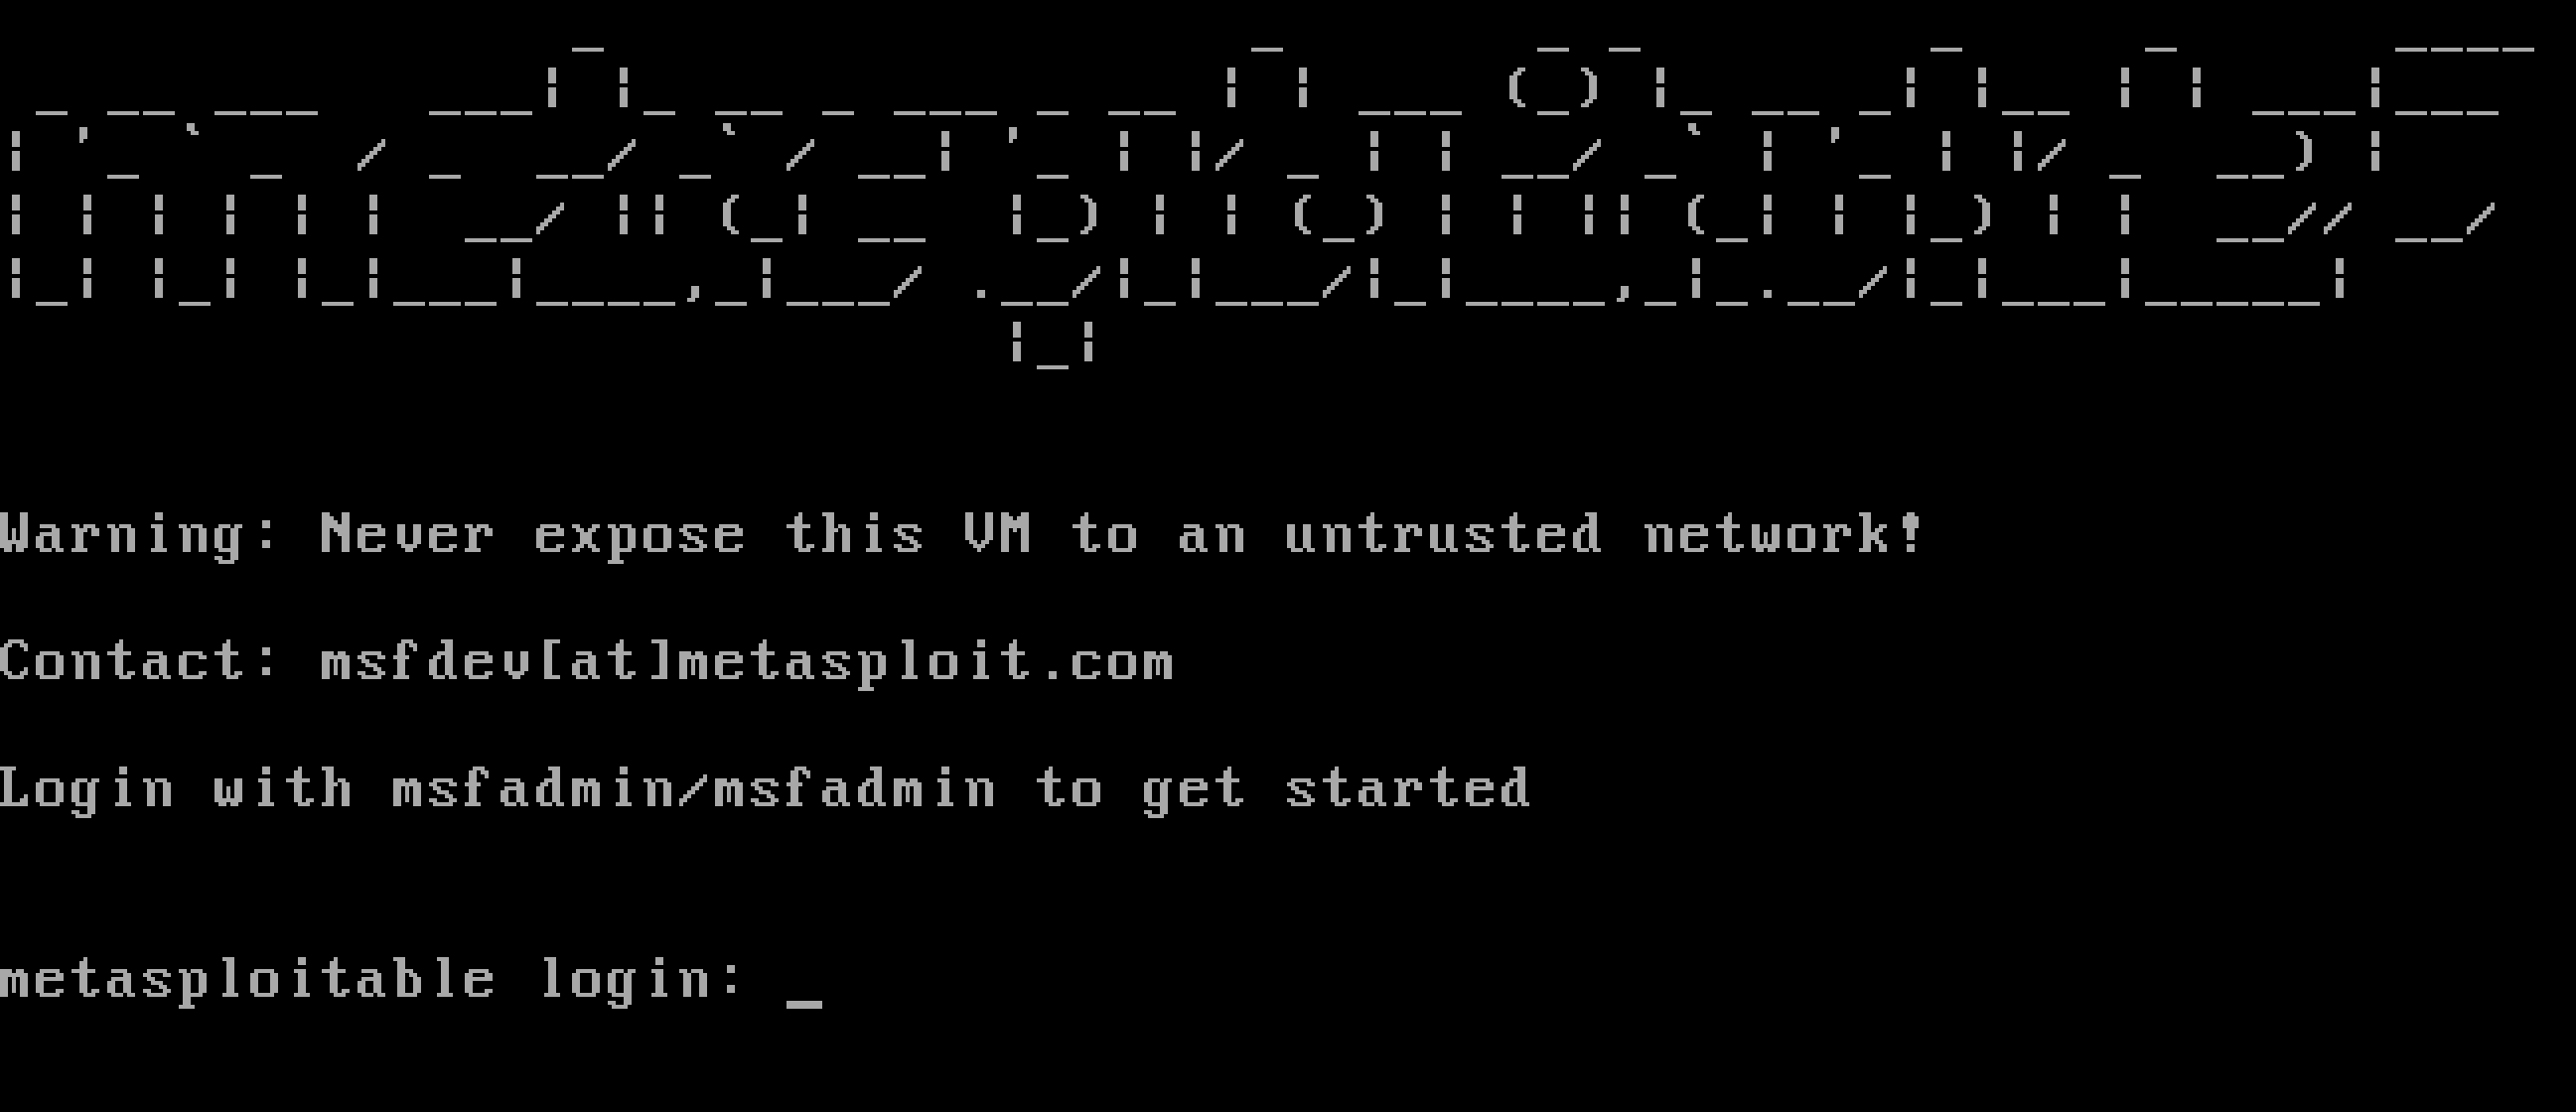 metasploitable2
Warning: Never expose this VM to an untrusted network!
Contact: msfdev[at]metasploit.com
Login with msfadmin/msfadmin to get started
metasploitable login: _